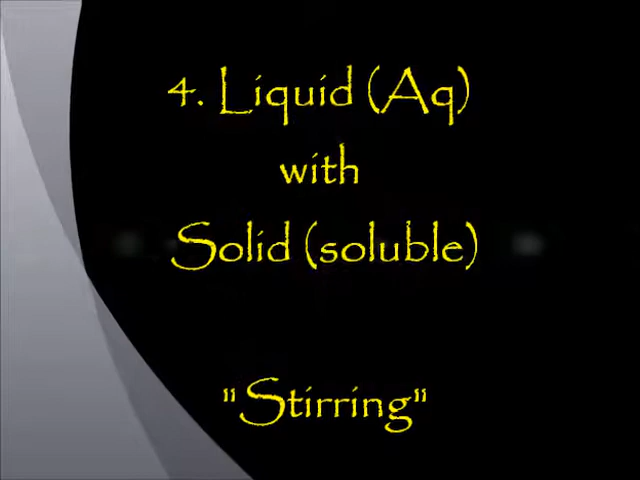 4. Liquid (Aq)
with
Solid (soluble)
"Stirring"